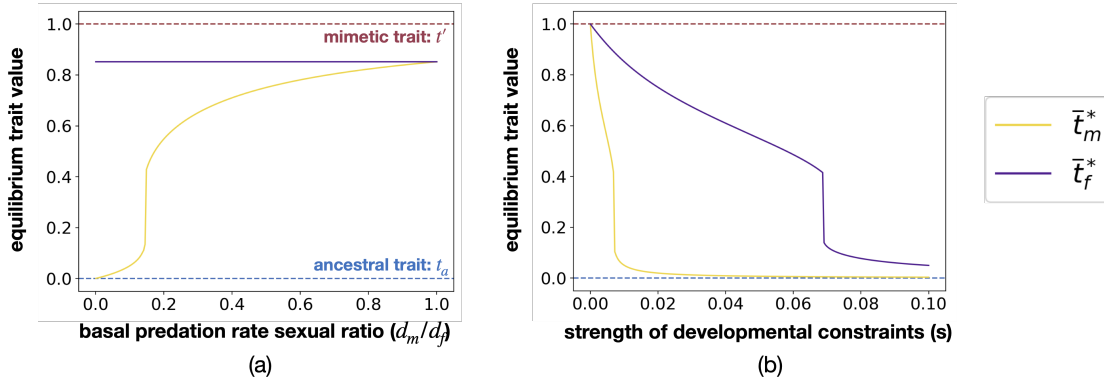 equilibrium trait value
1.0
0.8
0.6
0.4
0.2
0.0
mimetic trait: t′
ancestral trait: tₐ
0.0 0.2 0.4 0.6 0.8 1.0
basal predation rate sexual ratio (dₘ/d_f)
(a)
equilibrium trait value
1.0
0.8
0.6
0.4
0.2
0.0
0.00 0.02 0.04 0.06 0.08 0.10
strength of developmental constraints (s)
(b)
t̄*ₘ
t̄*_f